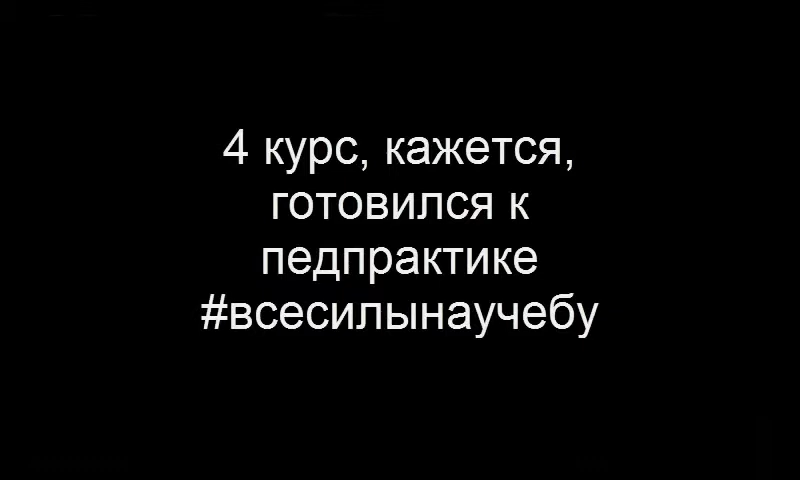 4 курс, кажется,
готовился к
педпрактике
#всесилынаучебу